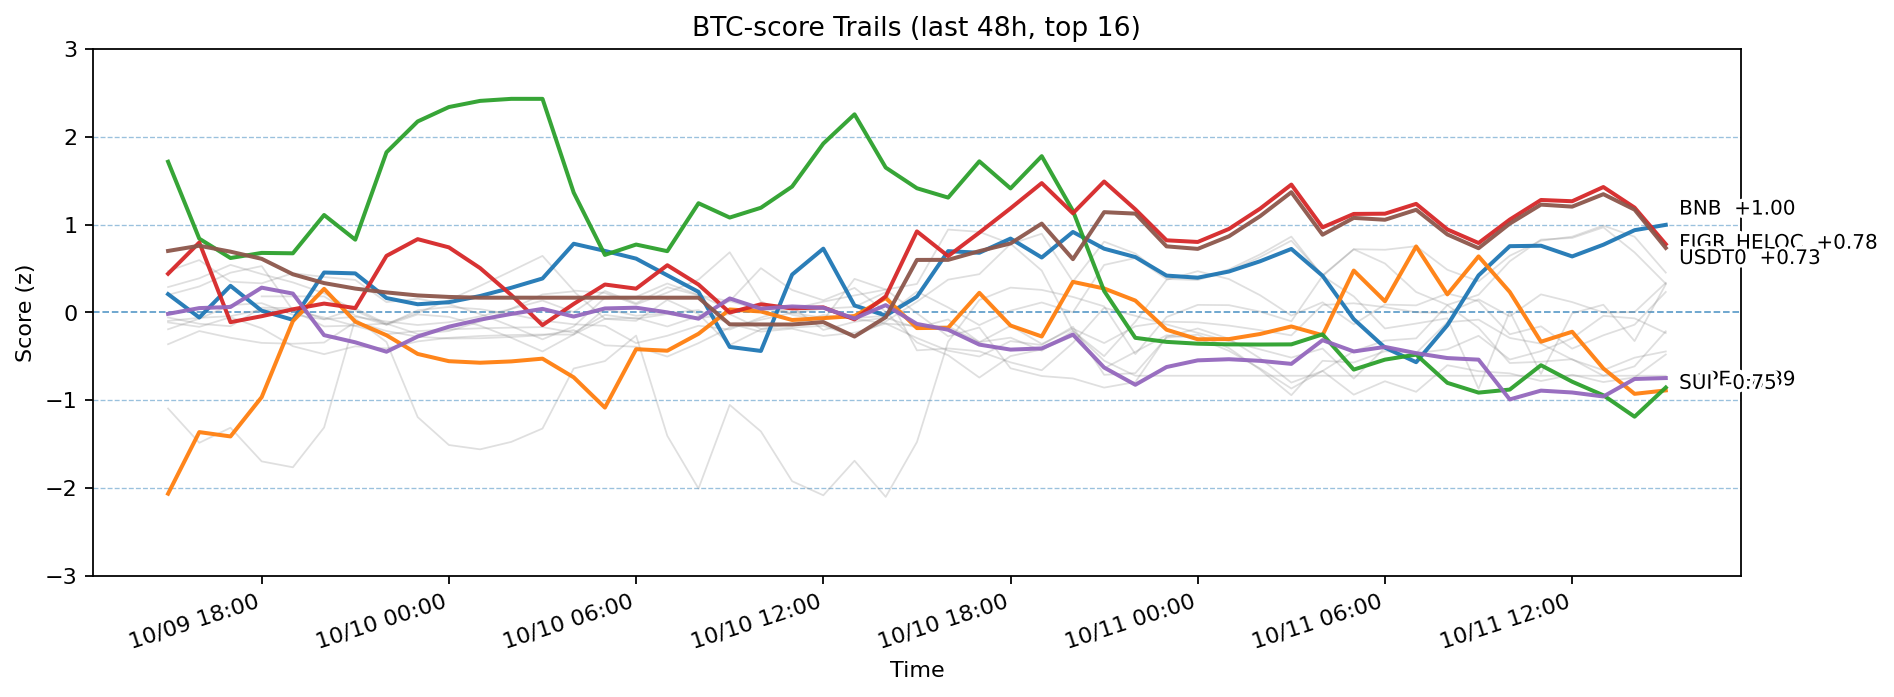 BTC-score Trails (last 48h, top 16)
Score (z)
3
2
1
0
−1
−2
−3
BNB +1.00
FIGR_HELOC +0.78
USDT0 +0.73
SUI −0.75
10/09 18:00
10/10 00:00
10/10 06:00
10/10 12:00
10/10 18:00
10/11 00:00
10/11 06:00
10/11 12:00
Time